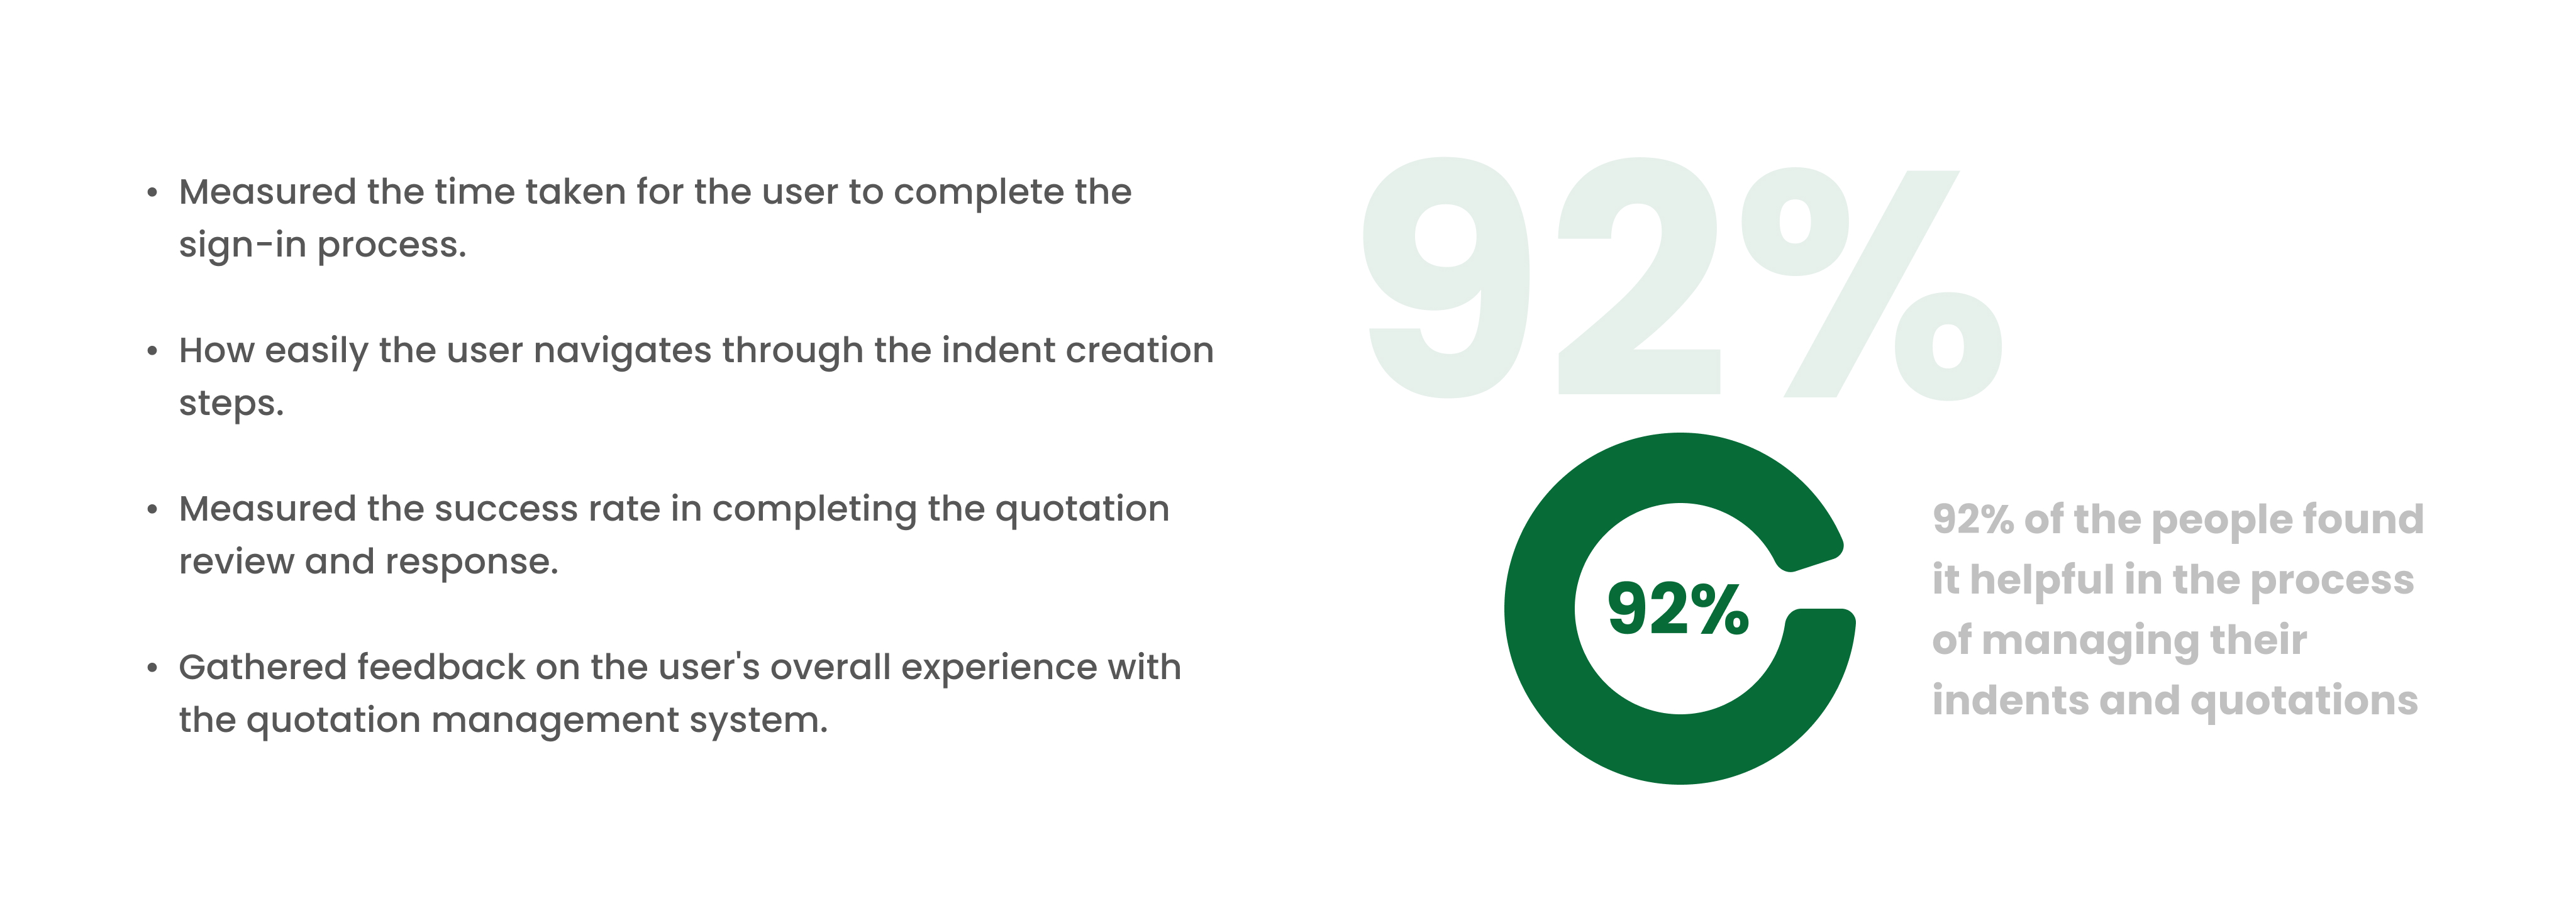 • Measured the time taken for the user to complete the
sign-in process.
• How easily the user navigates through the indent creation
steps.
• Measured the success rate in completing the quotation
review and response.
• Gathered feedback on the user's overall experience with
the quotation management system.
92%
92%
92% of the people found
it helpful in the process
of managing their
indents and quotations